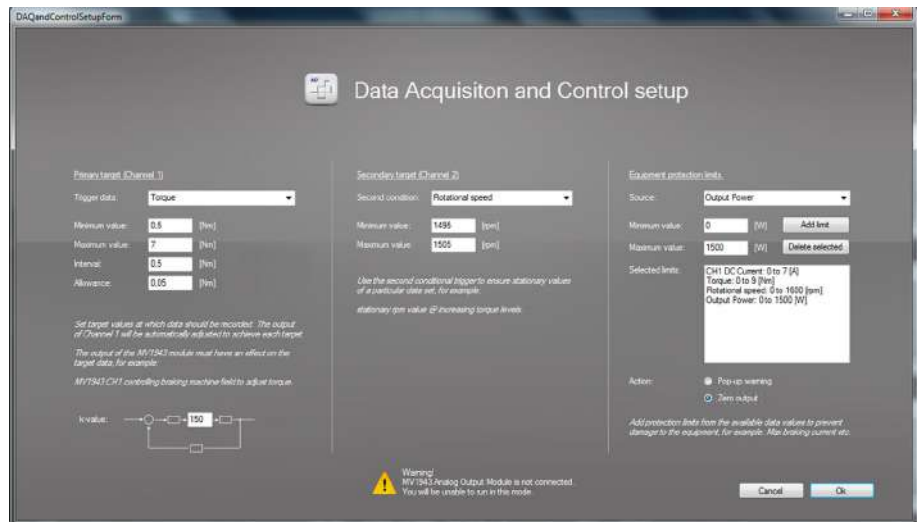 DAQandControlSetupForm
Data Acquisiton and Control setup
Primary target (Channel 1)
Trigger data: Torque
Minimum value: 0,5 [Nm]
Maximum value: 7 [Nm]
Interval: 0,5 [Nm]
Allowance: 0,05 [Nm]
Set target values at which data should be recorded. The output
of Channel 1 will be automatically adjusted to achieve each target.
The output of the MV1943 module must have an effect on the
target data, for example:
MV1943 CH1 controlling braking machine field to adjust torque.
k-value: 150
Secondary target (Channel 2)
Second condition: Rotational speed
Minimum value: 1495 [rpm]
Maximum value: 1505 [rpm]
Use the second conditional trigger to ensure stationary values
of a particular data set, for example:
stationary rpm value @ increasing torque levels.
Equipment protection limits.
Source: Output Power
Minimum value: 0 [W] Add limit
Maximum value: 1500 [W] Delete selected
Selected limits: CH1 DC Current: 0 to 7 [A]
Torque: 0 to 9 [Nm]
Rotational speed: 0 to 1600 [rpm]
Output Power: 0 to 1500 [W]
Action: Pop-up warning
Zero output
Add protection limits from the available data values to prevent
damage to the equipment, for example: Max braking current etc.
Warning!
MV1943 Analog Output Module is not connected.
You will be unable to run in this mode.
Cancel Ok